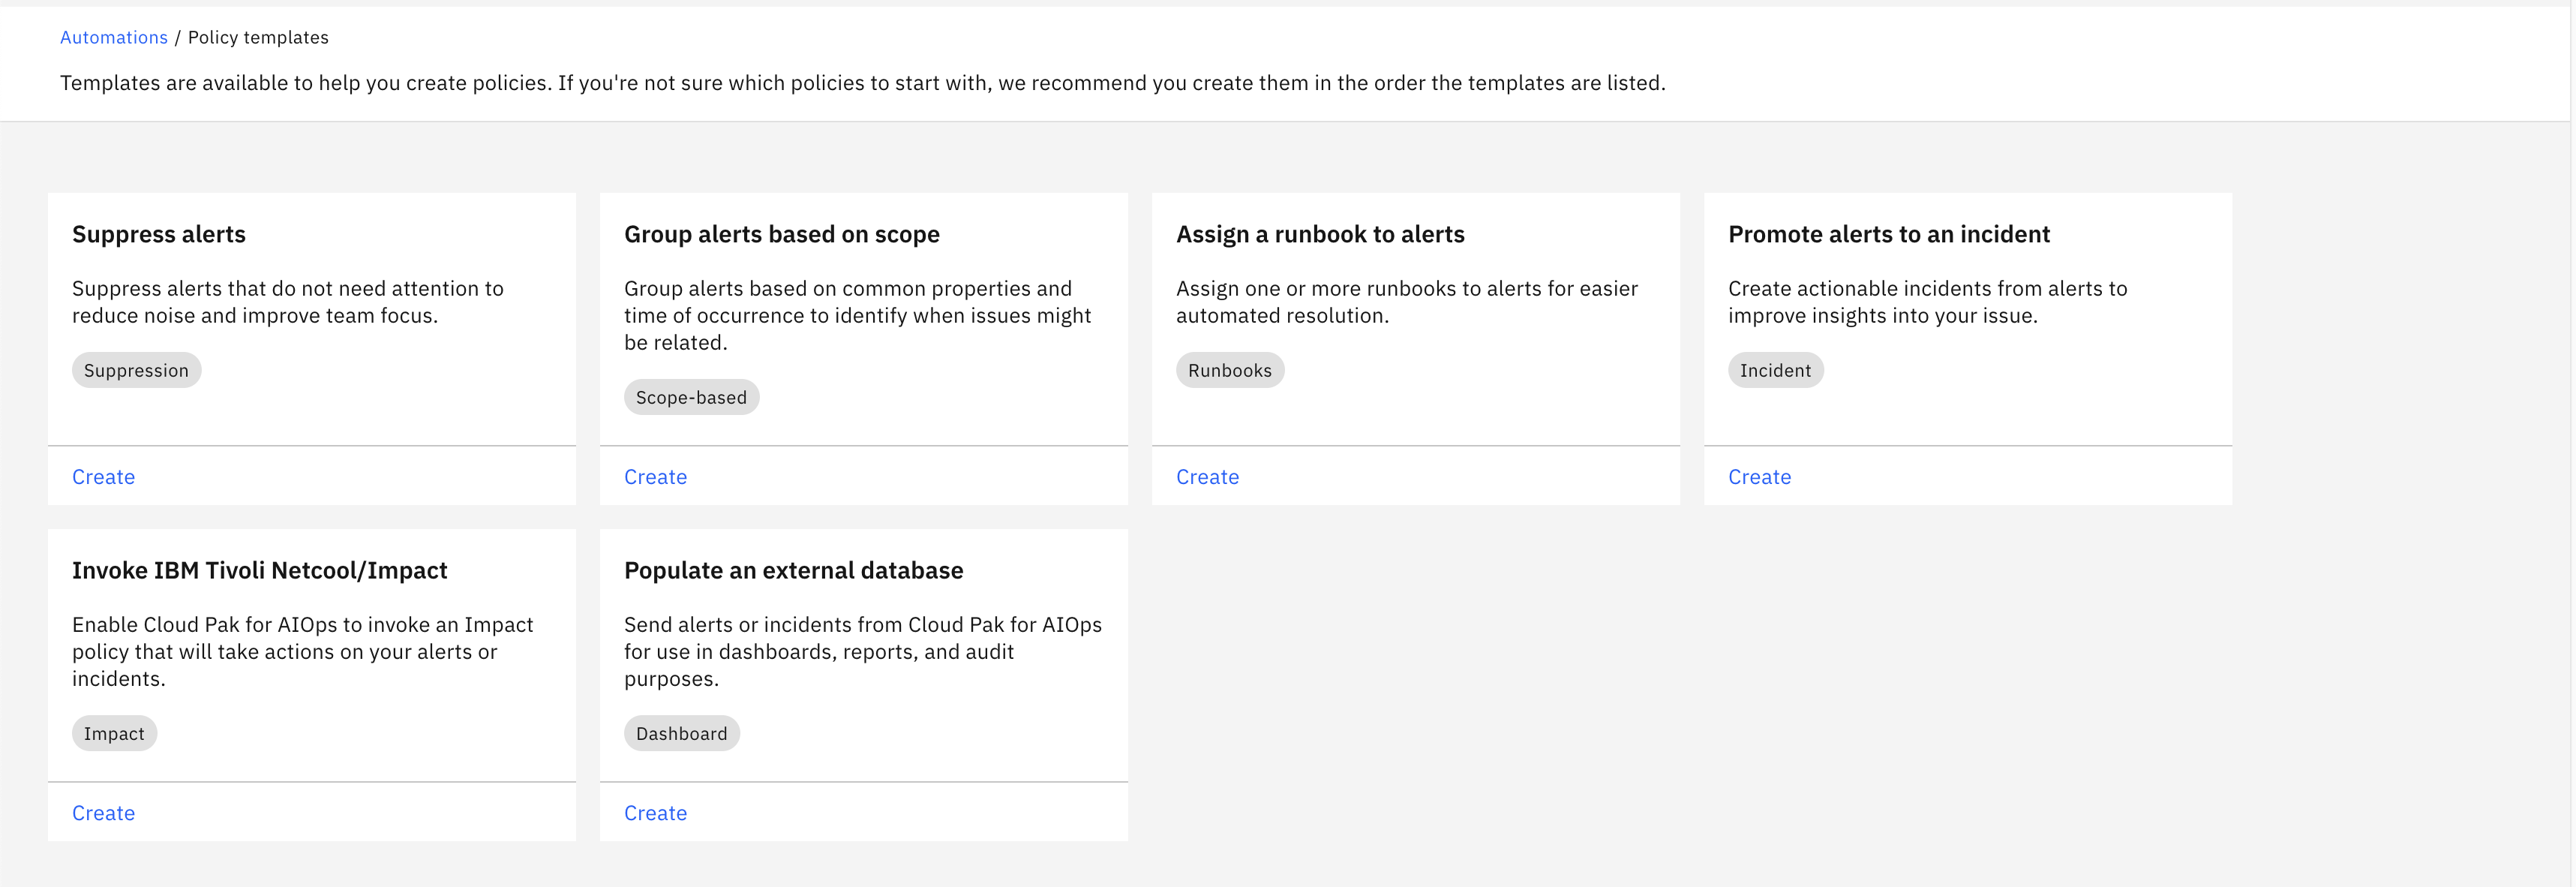 Automations / Policy templates
Templates are available to help you create policies. If you're not sure which policies to start with, we recommend you create them in the order the templates are listed.
Suppress alerts
Suppress alerts that do not need attention to
reduce noise and improve team focus.
Suppression
Create
Group alerts based on scope
Group alerts based on common properties and
time of occurrence to identify when issues might
be related.
Scope-based
Create
Assign a runbook to alerts
Assign one or more runbooks to alerts for easier
automated resolution.
Runbooks
Create
Promote alerts to an incident
Create actionable incidents from alerts to
improve insights into your issue.
Incident
Create
Invoke IBM Tivoli Netcool/Impact
Enable Cloud Pak for AIOps to invoke an Impact
policy that will take actions on your alerts or
incidents.
Impact
Create
Populate an external database
Send alerts or incidents from Cloud Pak for AIOps
for use in dashboards, reports, and audit
purposes.
Dashboard
Create